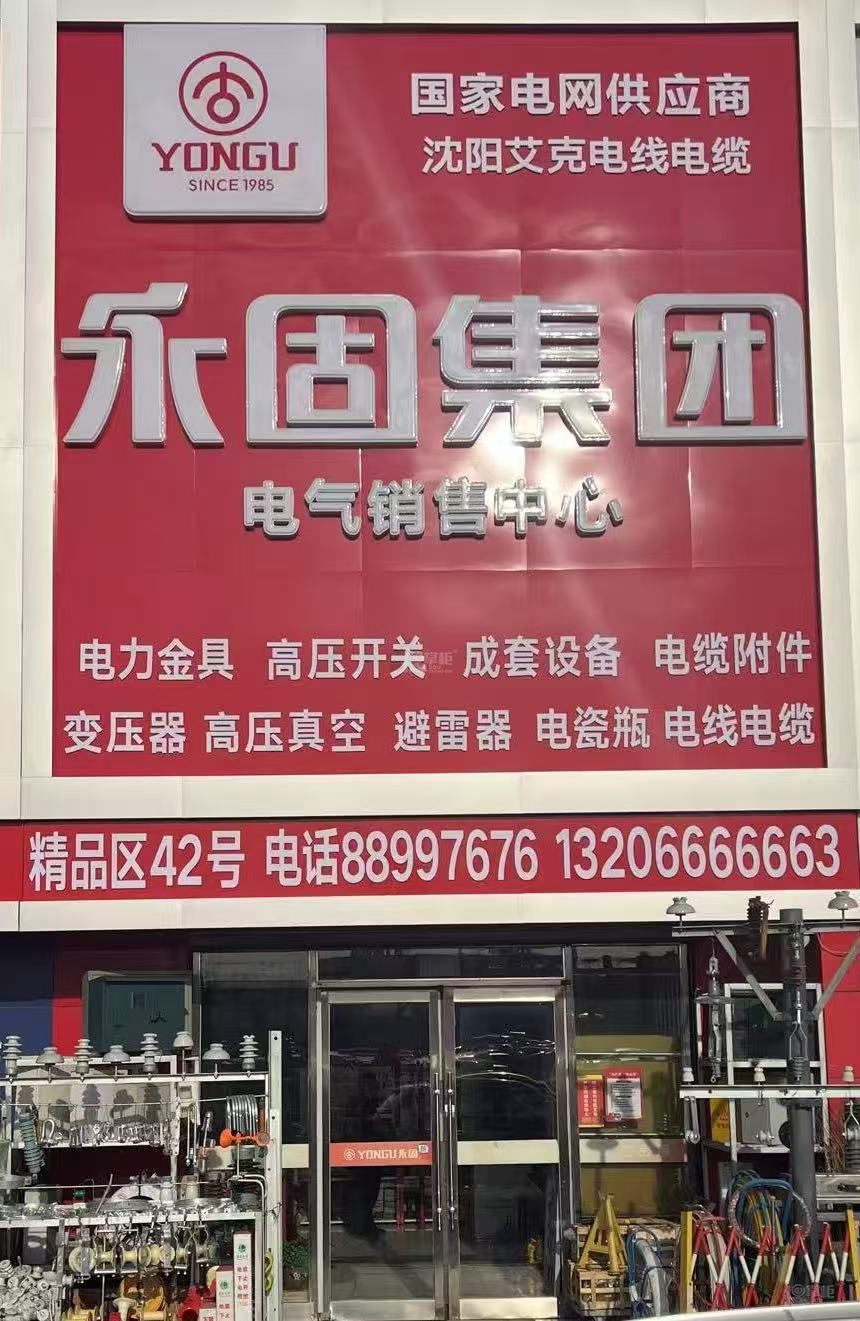 YONGU
SINCE 1985
国家电网供应商
沈阳艾克电线电缆
永固集团
电气销售中心
电力金具 高压开关 成套设备 电缆附件
变压器 高压真空 避雷器 电瓷瓶 电线电缆
精品区42号 电话88997676 13206666663
YONGU永固